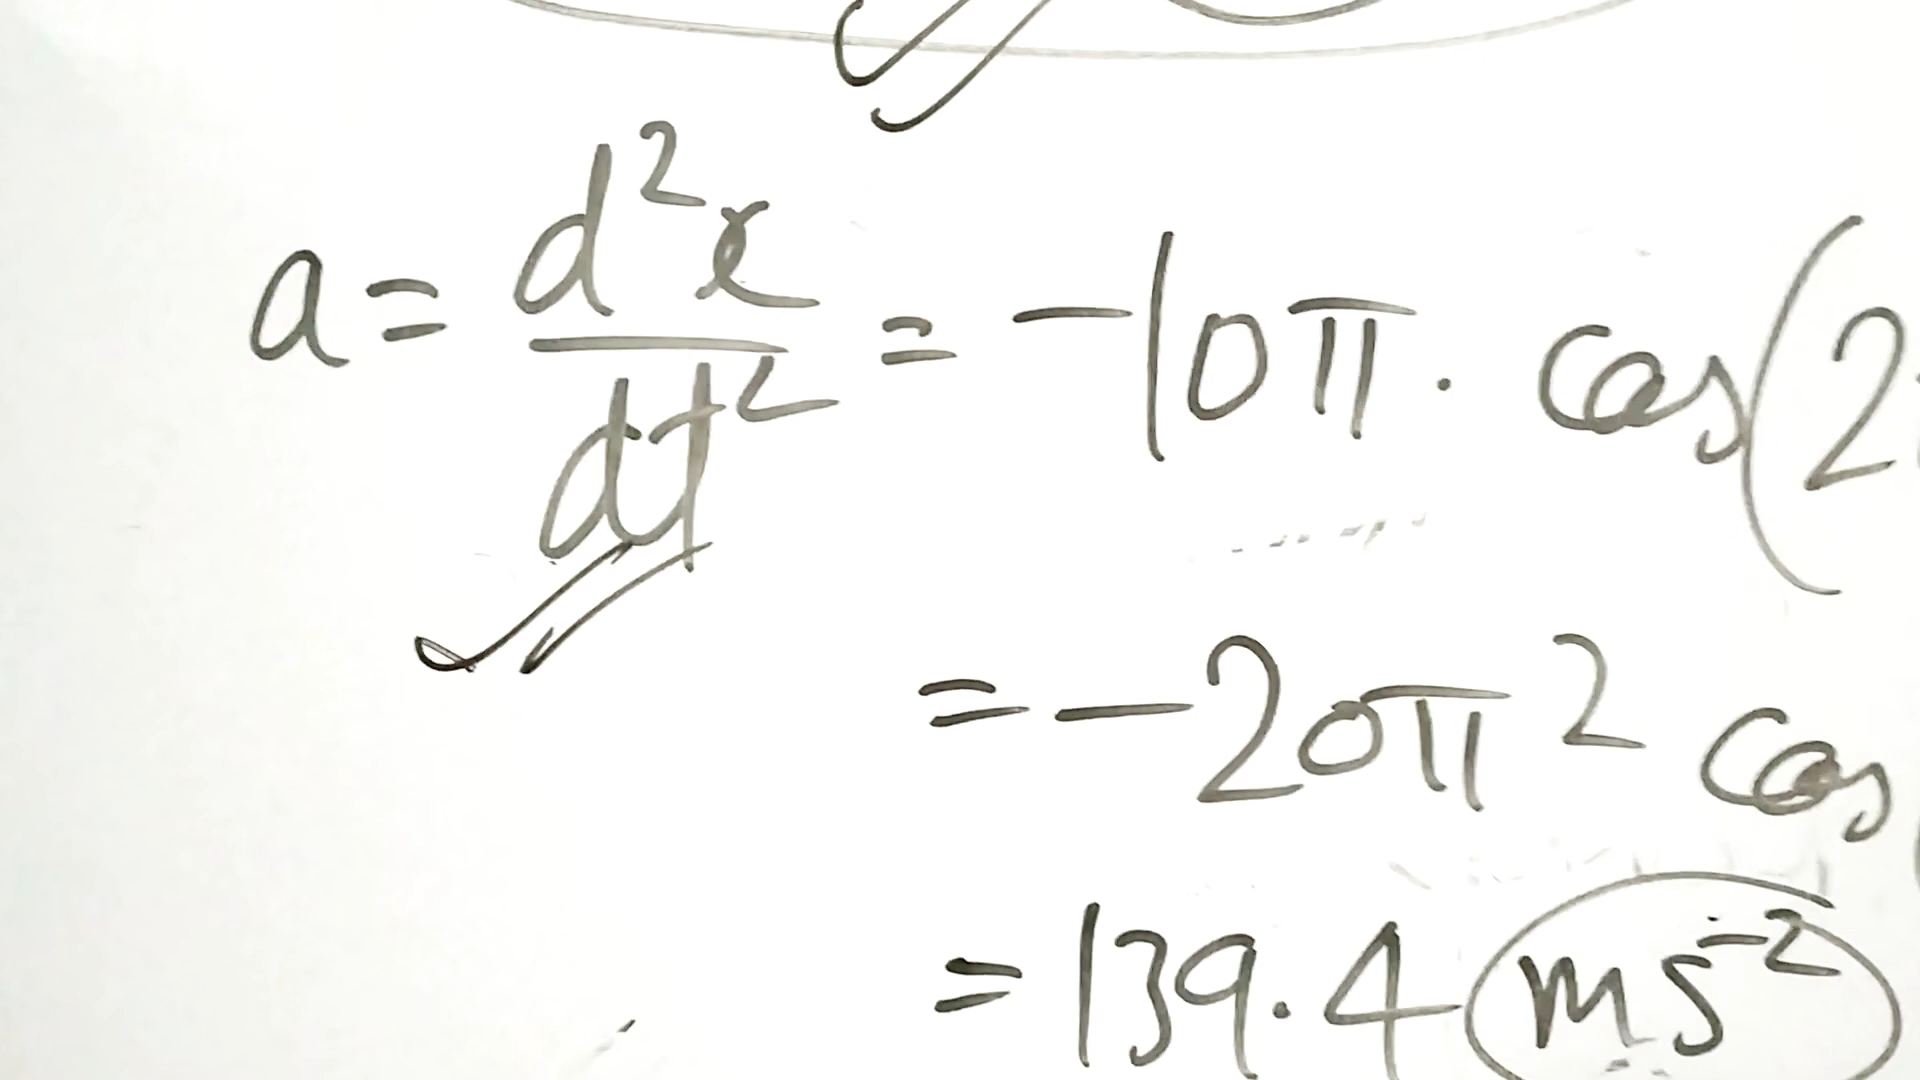 a = d²x/dt² = -10π. cos(2
= -20π² cos
= 139.4 ms⁻²